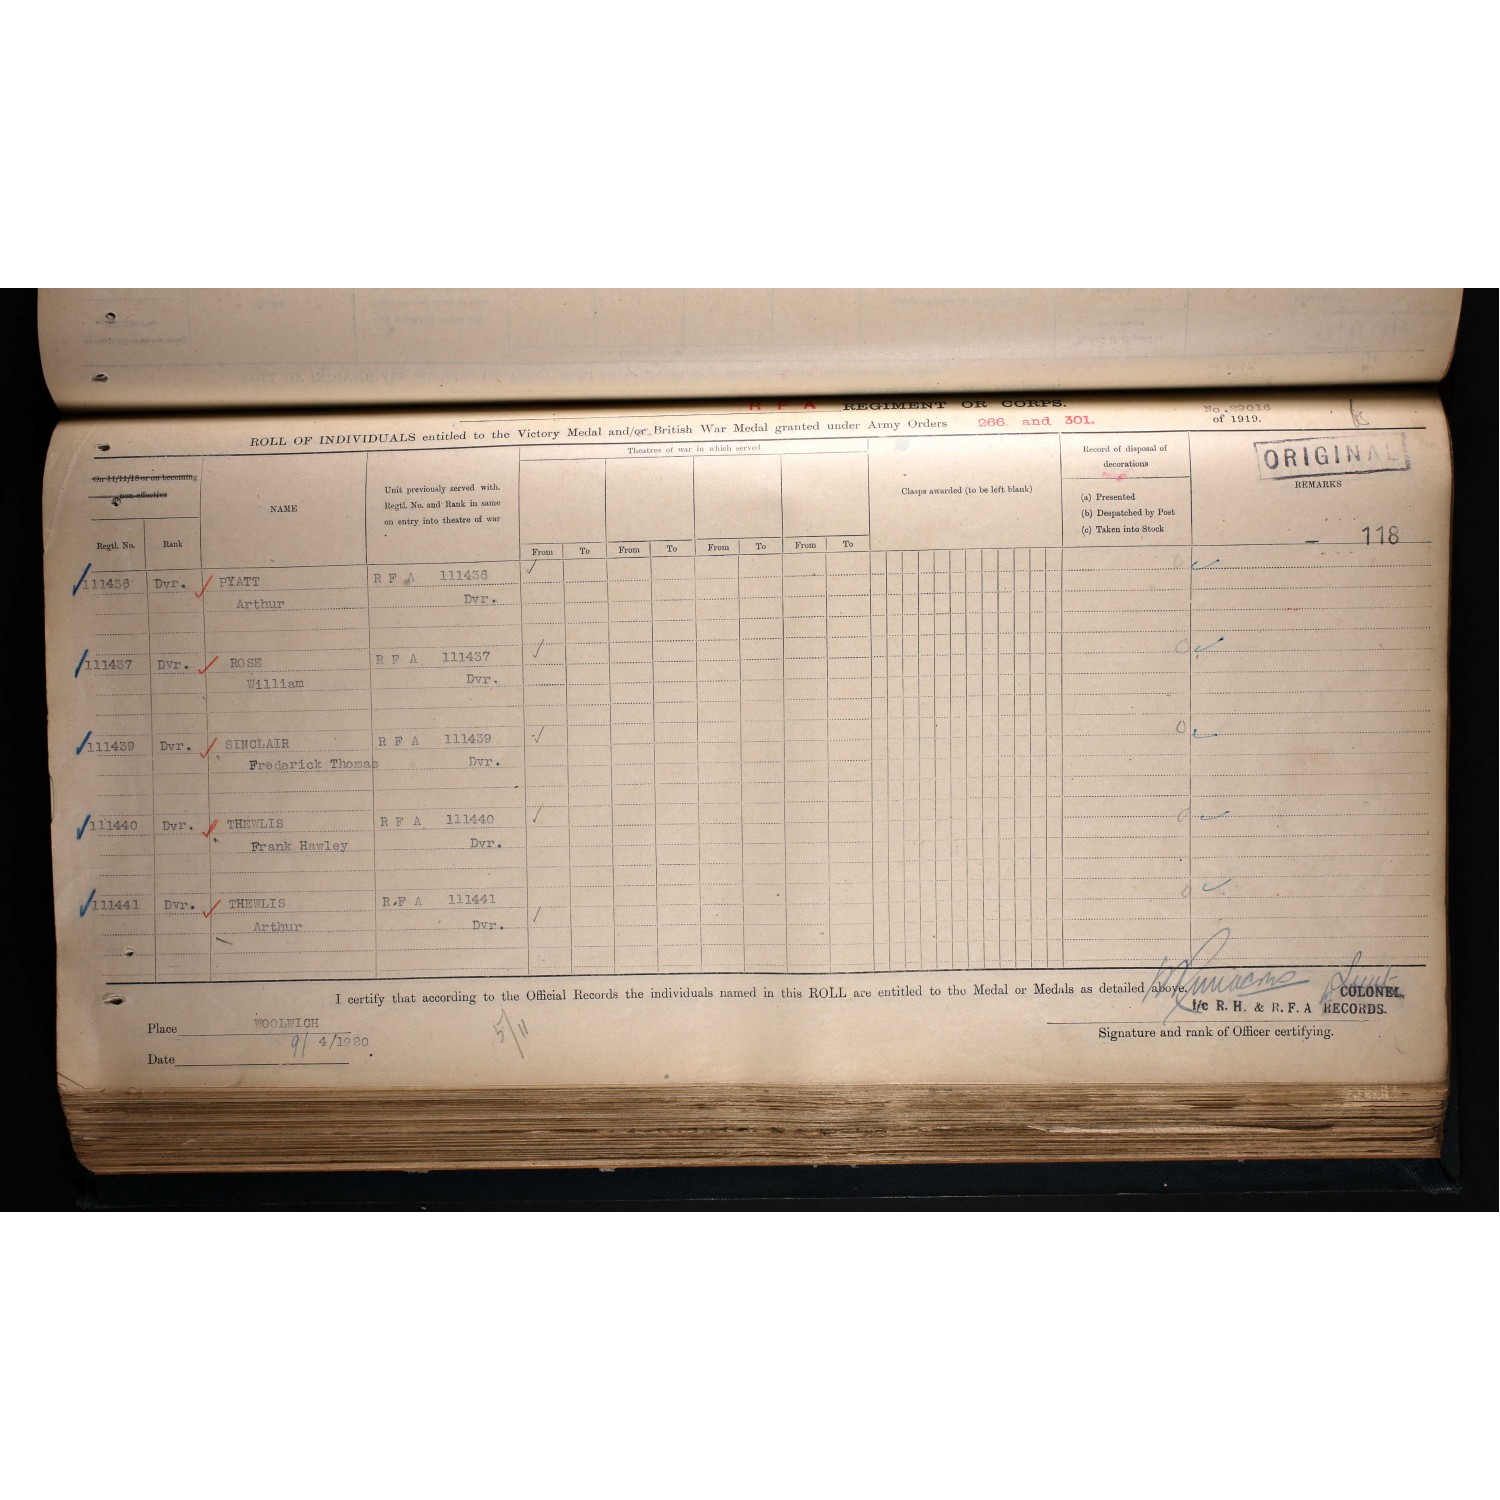 R F A REGIMENT OR CORPS.
ROLL OF INDIVIDUALS entitled to the Victory Medal and/or British War Medal granted under Army Orders 266 and 301. of 1919.
ORIGINAL
On 11/11/18 or on becoming
non-effective
Regtl. No.
Rank
NAME
Unit previously served with.
Regtl. No. and Rank in same
on entry into theatre of war
Theatres of war in which served
From To From To From To From To
Clasps awarded (to be left blank)
Record of disposal of
decorations
(a) Presented
(b) Despatched by Post
(c) Taken into Stock
REMARKS
118
111436 Dvr. PYATT R F A 111436
Arthur Dvr.
111437 Dvr. ROSE R F A 111437
William Dvr.
111439 Dvr. SINCLAIR R F A 111439
Frederick Thomas Dvr.
111440 Dvr. THEWLIS R F A 111440
Frank Hawley Dvr.
111441 Dvr. THEWLIS R.F A 111441
Arthur Dvr.
I certify that according to the Official Records the individuals named in this ROLL are entitled to the Medal or Medals as detailed above.
COLONEL,
i/c R. H. & R. F. A RECORDS.
Place WOOLWICH
Signature and rank of Officer certifying.
Date 9/ 4/1920
5/11